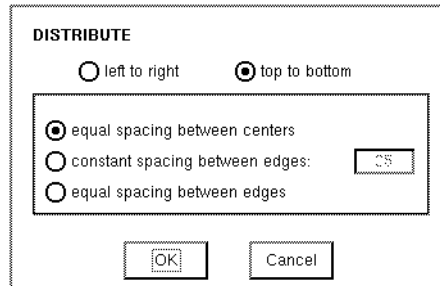 DISTRIBUTE
left to right top to bottom
equal spacing between centers
constant spacing between edges:
equal spacing between edges
OK Cancel